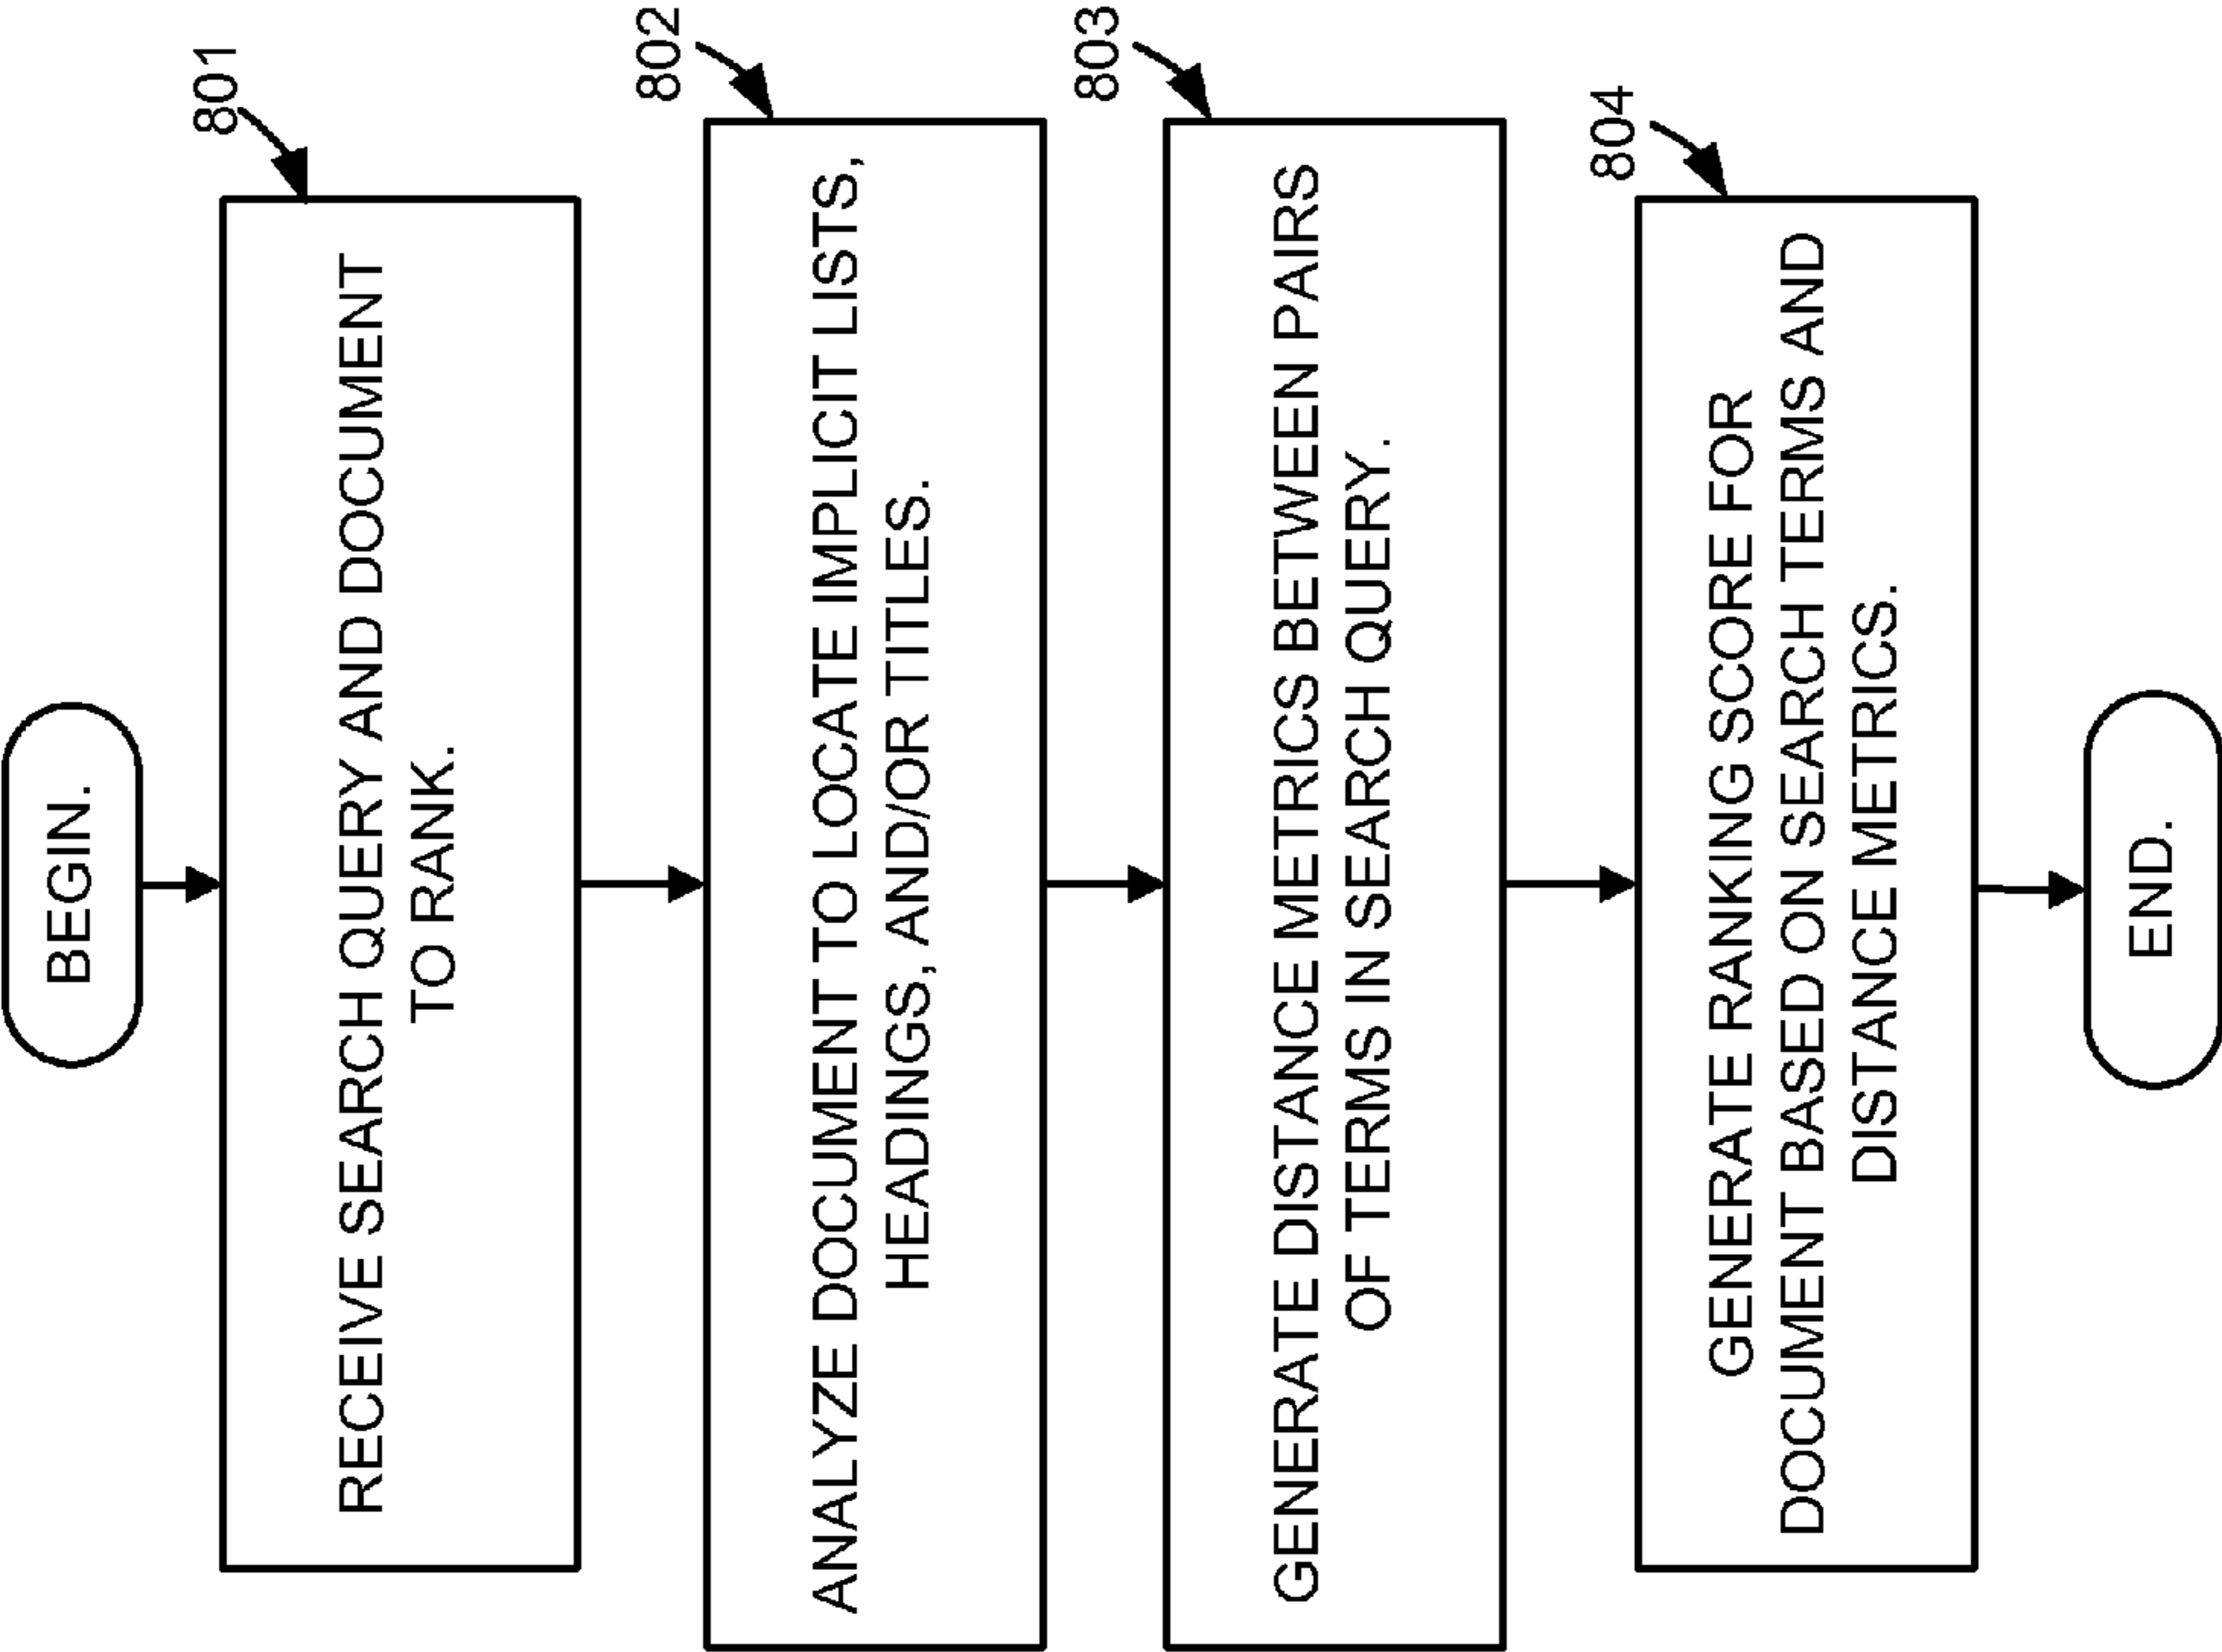 BEGIN.
801
RECEIVE SEARCH QUERY AND DOCUMENT
TO RANK.
802
ANALYZE DOCUMENT TO LOCATE IMPLICIT LISTS,
HEADINGS, AND/OR TITLES.
803
GENERATE DISTANCE METRICS BETWEEN PAIRS
OF TERMS IN SEARCH QUERY.
804
GENERATE RANKING SCORE FOR
DOCUMENT BASED ON SEARCH TERMS AND
DISTANCE METRICS.
END.